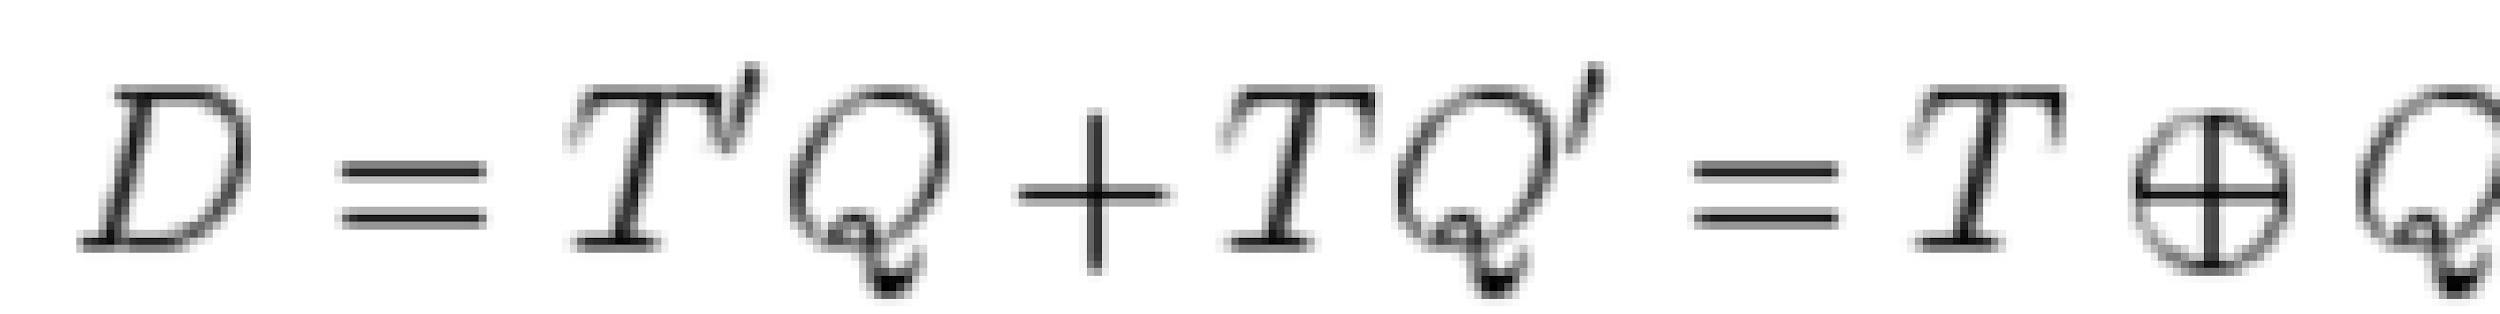 D = T′Q + TQ′ = T ⊕ Q